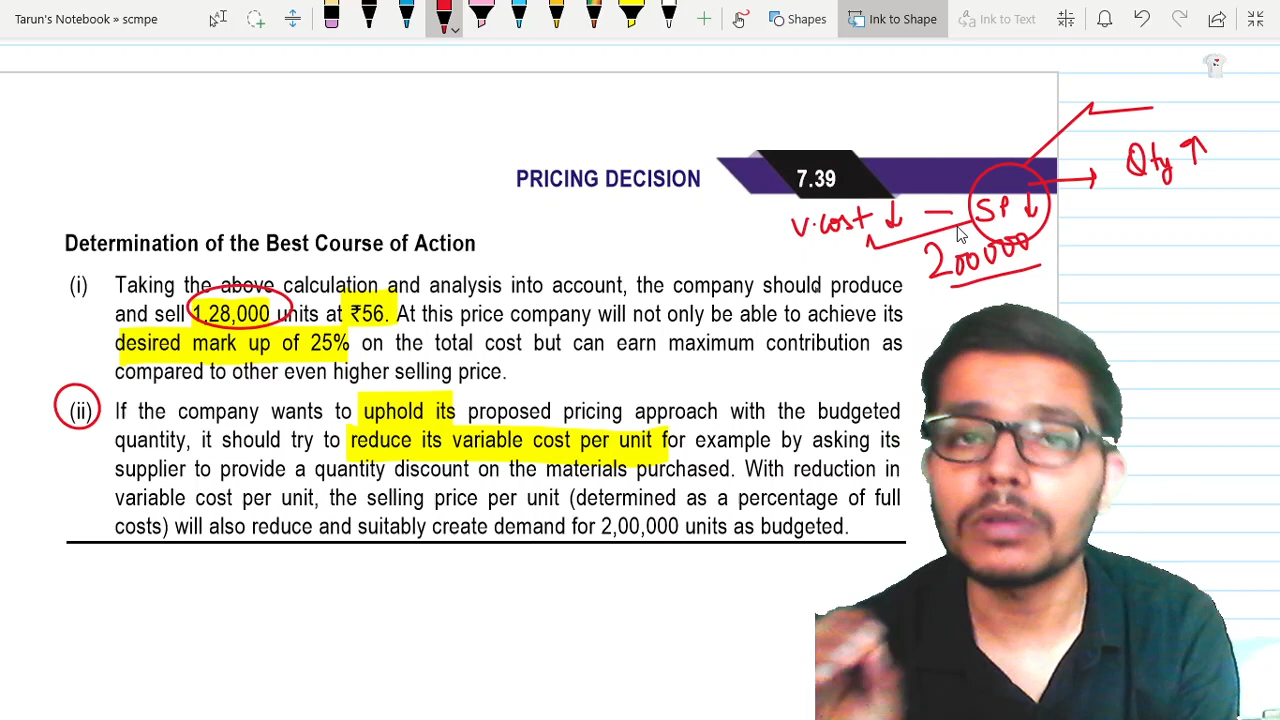 Tarun's Notebook » scmpe
Shapes
Ink to Shape
Ink to Text
Qty ↑
PRICING DECISION
7.39
v.cost ↓ — SP ↓
200000
Determination of the Best Course of Action
(i) Taking the above calculation and analysis into account, the company should produce
and sell 1,28,000 units at ₹56. At this price company will not only be able to achieve its
desired mark up of 25% on the total cost but can earn maximum contribution as
compared to other even higher selling price.
(ii) If the company wants to uphold its proposed pricing approach with the budgeted
quantity, it should try to reduce its variable cost per unit for example by asking its
supplier to provide a quantity discount on the materials purchased. With reduction in
variable cost per unit, the selling price per unit (determined as a percentage of full
costs) will also reduce and suitably create demand for 2,00,000 units as budgeted.